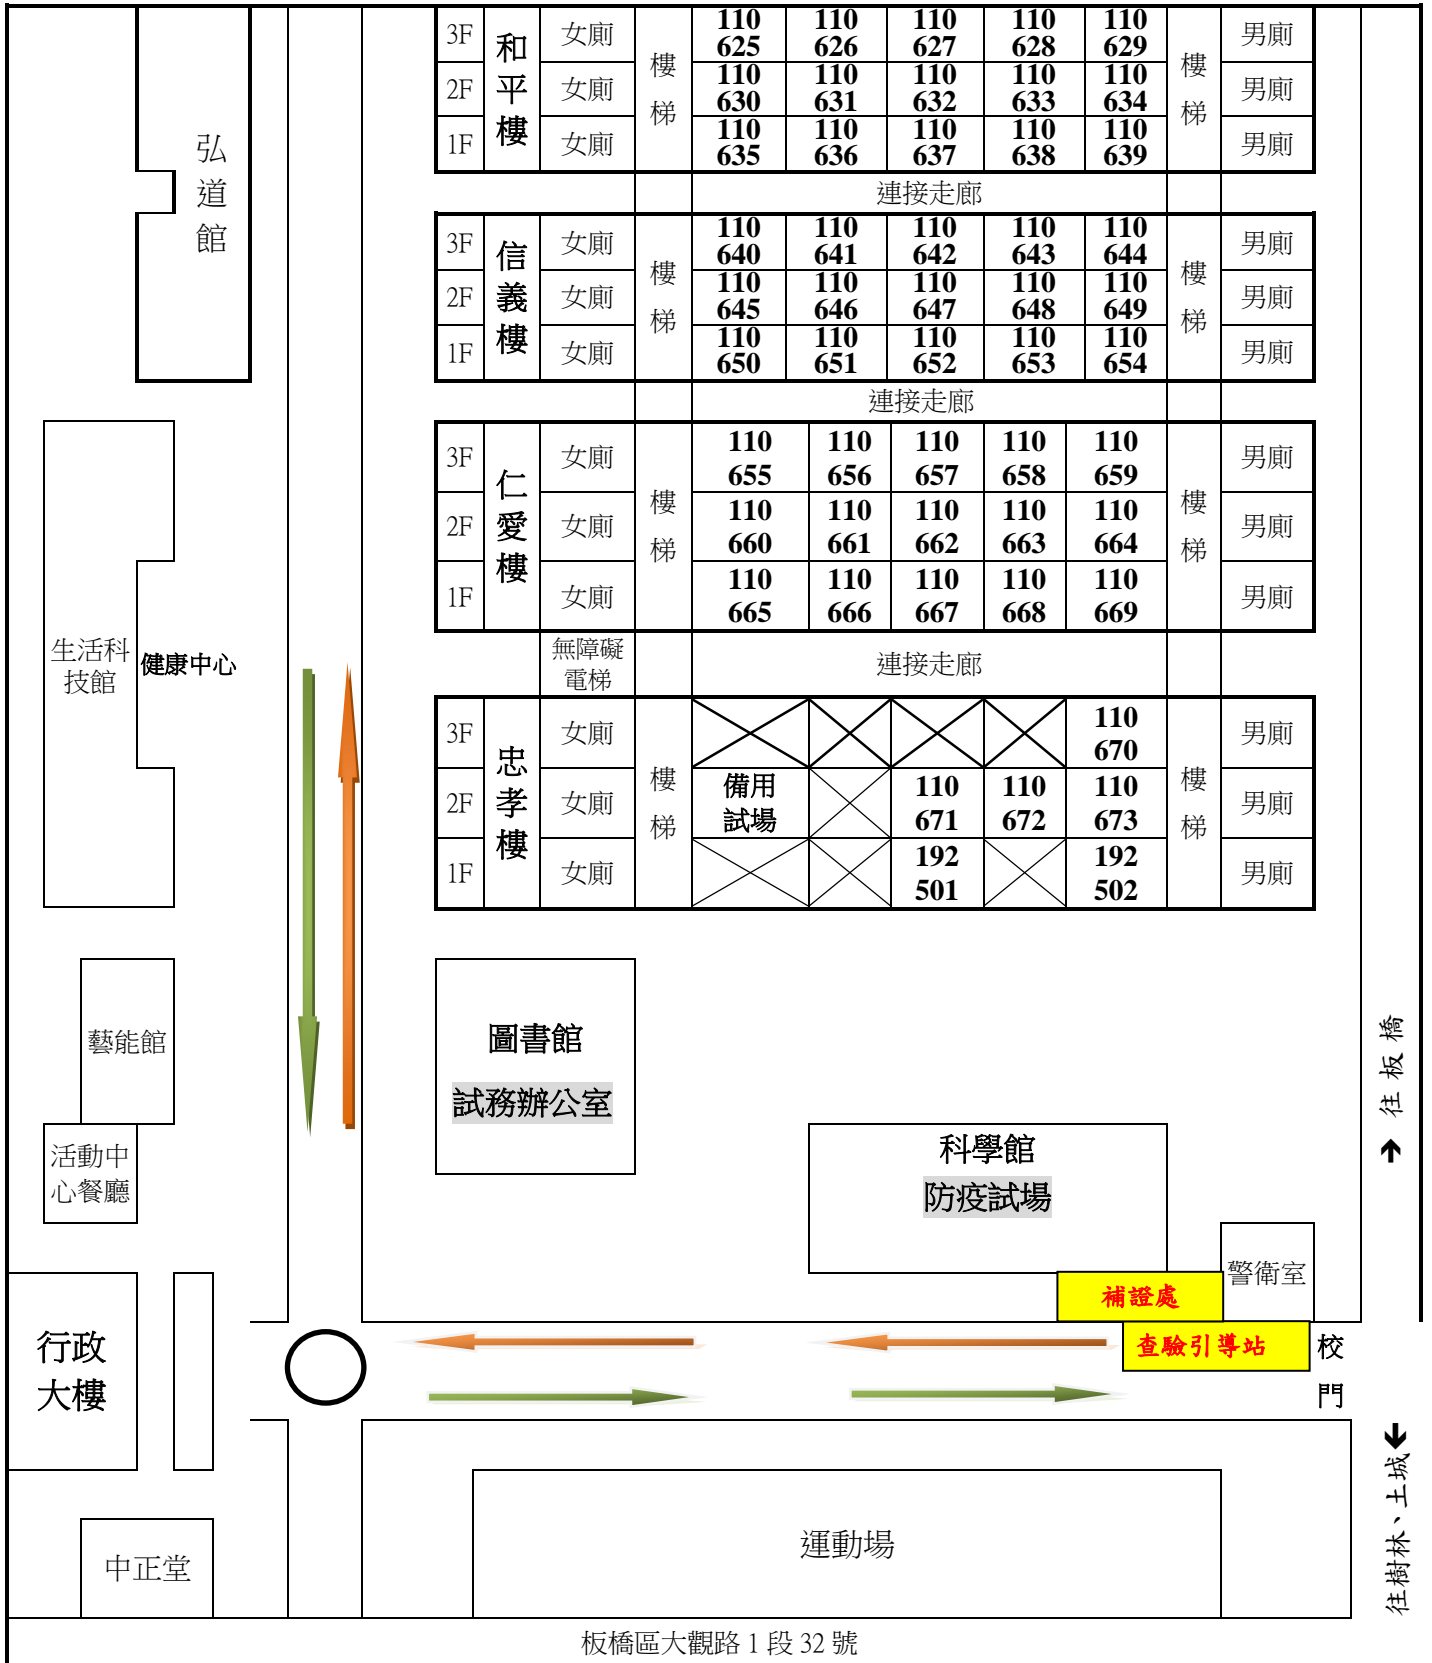 3F 和平樓 女廁 樓梯 110 625 110 626 110 627 110 628 110 629 樓梯 男廁
2F 女廁 110 630 110 631 110 632 110 633 110 634 男廁
1F 女廁 110 635 110 636 110 637 110 638 110 639 男廁
弘道館
連接走廊
3F 信義樓 女廁 樓梯 110 640 110 641 110 642 110 643 110 644 樓梯 男廁
2F 女廁 110 645 110 646 110 647 110 648 110 649 男廁
1F 女廁 110 650 110 651 110 652 110 653 110 654 男廁
連接走廊
3F 仁愛樓 女廁 樓梯 110 655 110 656 110 657 110 658 110 659 樓梯 男廁
2F 女廁 110 660 110 661 110 662 110 663 110 664 男廁
1F 女廁 110 665 110 666 110 667 110 668 110 669 男廁
生活科
技館
健康中心
無障礙
電梯
連接走廊
3F 忠孝樓 女廁 樓梯 110 670 樓梯 男廁
2F 女廁 備用試場 110 671 110 672 110 673 男廁
1F 女廁 192 501 192 502 男廁
藝能館
圖書館
試務辦公室
往板橋
活動中
心餐廳
科學館
防疫試場
警衛室
補證處
行政
大樓
查驗引導站
校
門
往樹林、土城
運動場
中正堂
板橋區大觀路 1 段 32 號